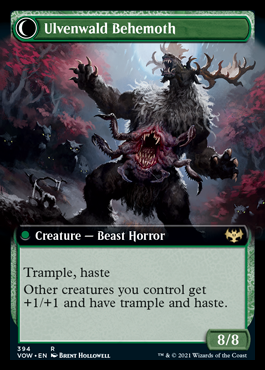 Ulvenwald Behemoth
Creature — Beast Horror
Trample, haste
Other creatures you control get
+1/+1 and have trample and haste.
8/8
394 R
VOW • EN Brent Hollowell
™ & © 2021 Wizards of the Coast